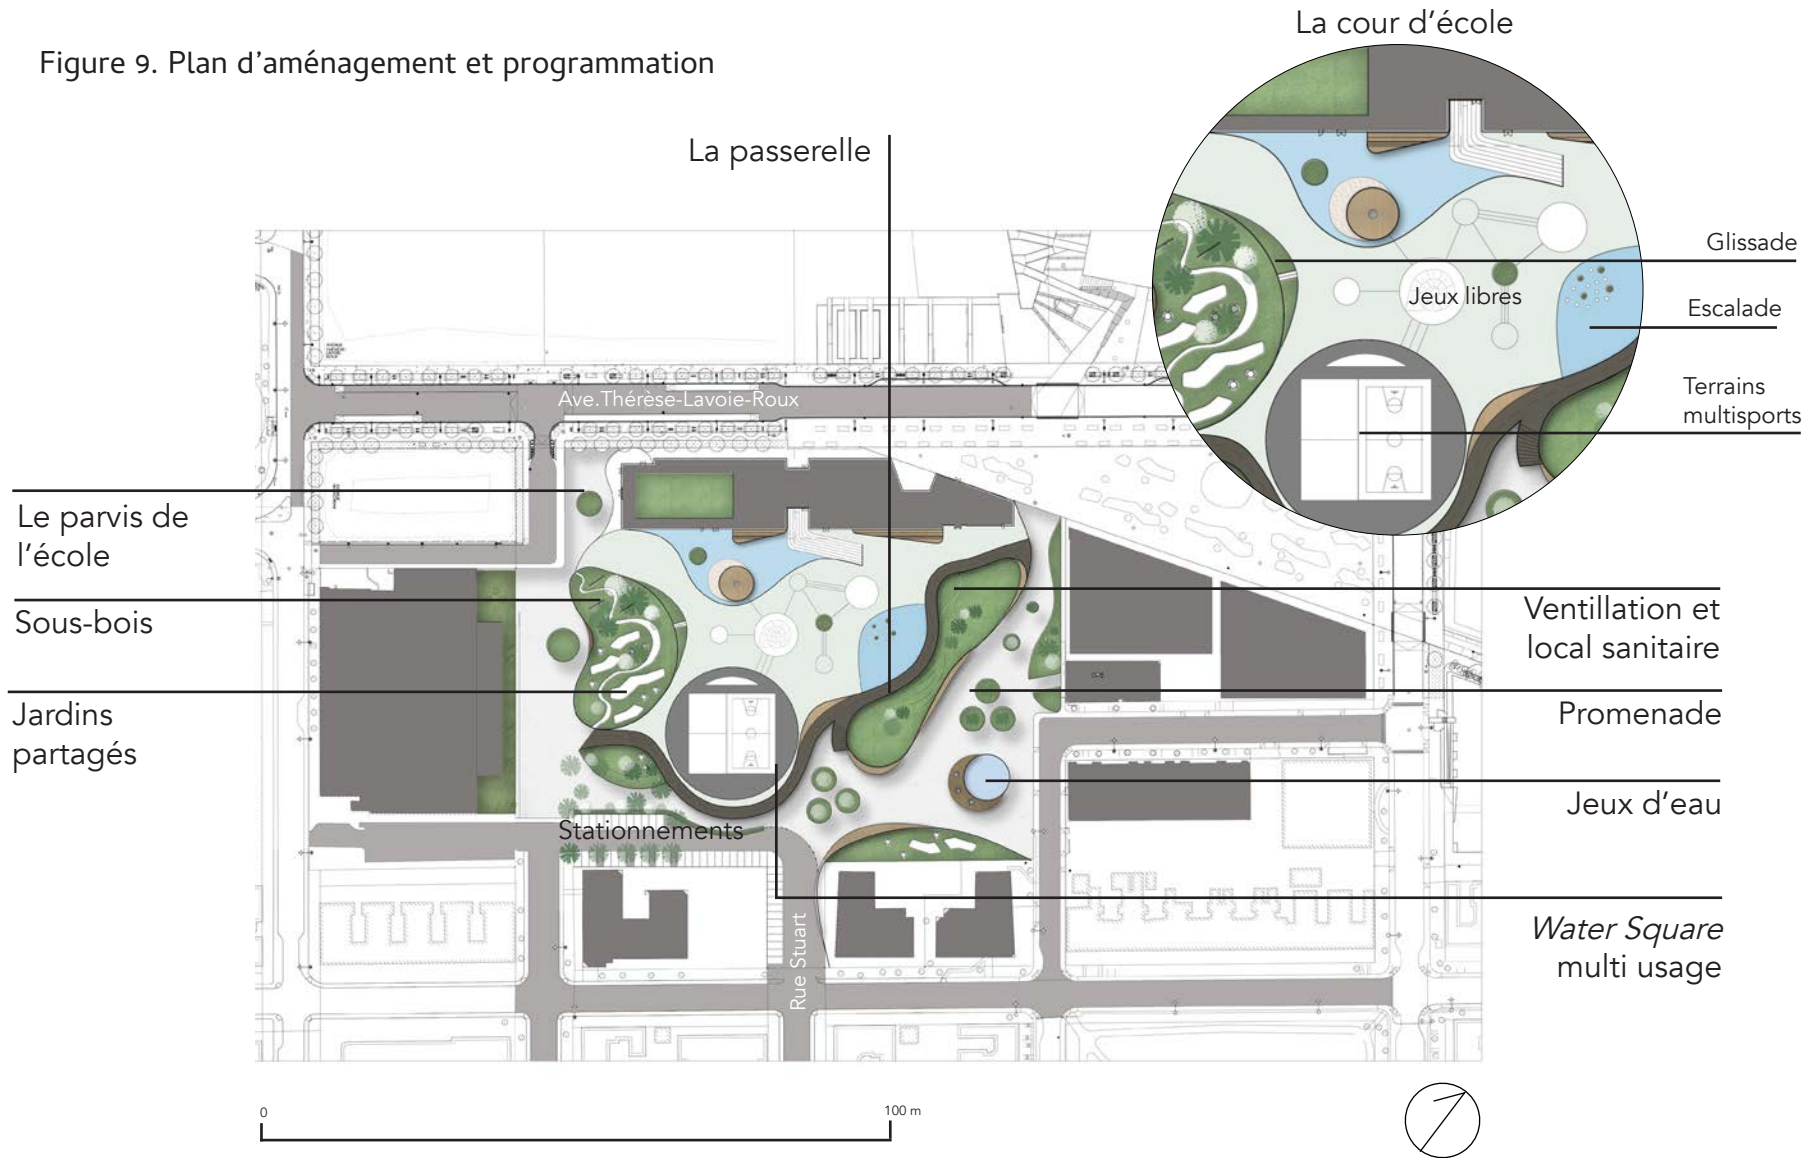 La cour d'école
Figure 9. Plan d'aménagement et programmation
La passerelle
Glissade
Jeux libres
Escalade
Terrains
multisports
Ave.Thérèse-Lavoie-Roux
Le parvis de
l'école
Sous-bois
Jardins
partagés
Ventillation et
local sanitaire
Promenade
Jeux d'eau
Stationnements
Rue Stuart
Water Square
multi usage
0
100 m